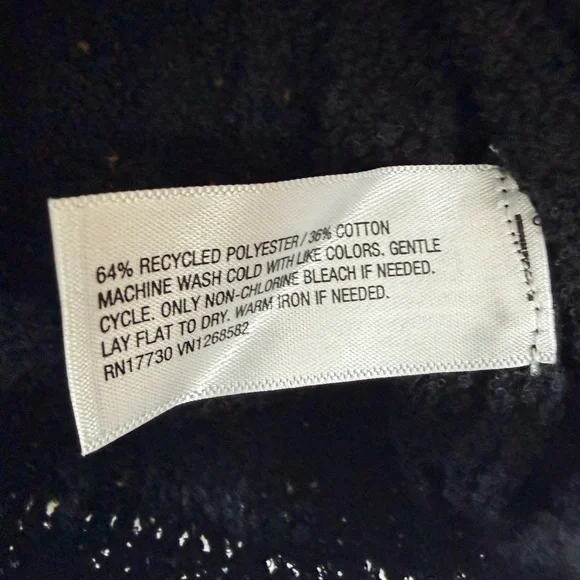 64% RECYCLED POLYESTER / 36% COTTON
MACHINE WASH COLD WITH LIKE COLORS. GENTLE
CYCLE. ONLY NON-CHLORINE BLEACH IF NEEDED.
LAY FLAT TO DRY. WARM IRON IF NEEDED.
RN17730 VN1268582